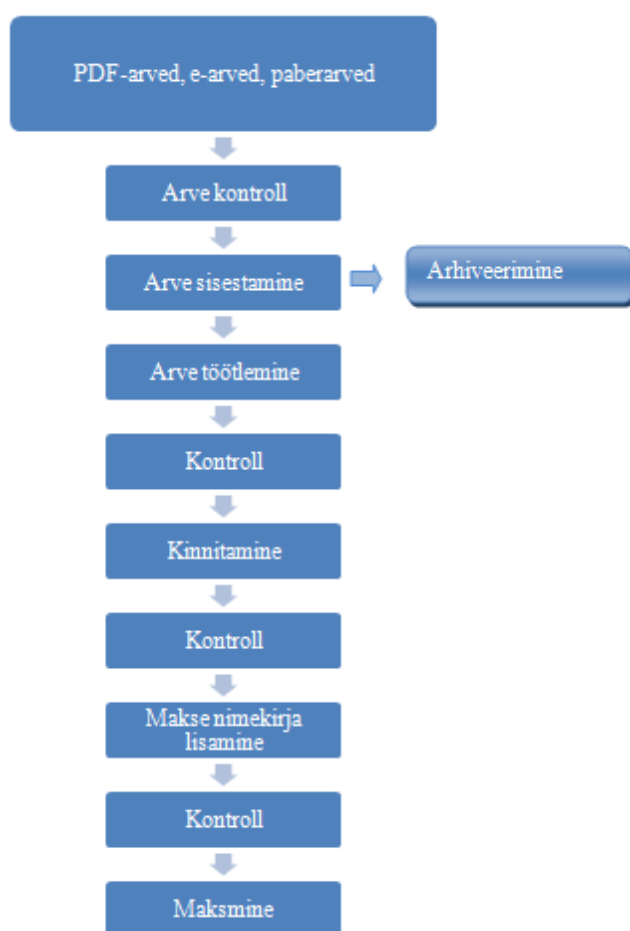 PDF-arved, e-arved, paberarved
Arve kontroll
Arve sisestamine
Arhiveerimine
Arve töötlemine
Kontroll
Kinnitamine
Kontroll
Makse nimekirja
lisamine
Kontroll
Maksmine